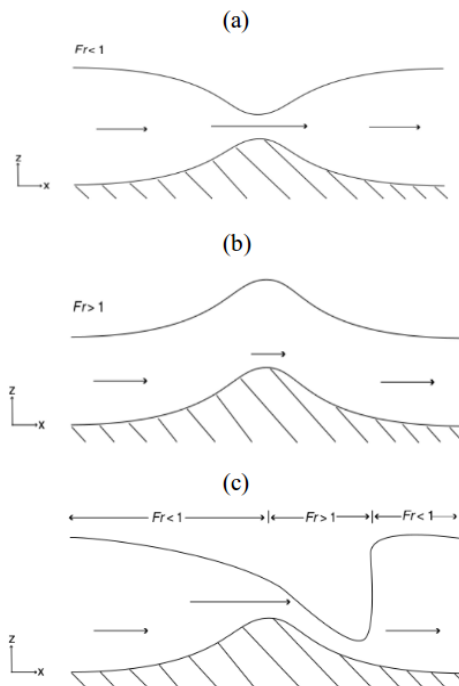 (a)
Fr < 1
z
x
(b)
Fr > 1
z
x
(c)
Fr < 1 Fr > 1 Fr < 1
z
x